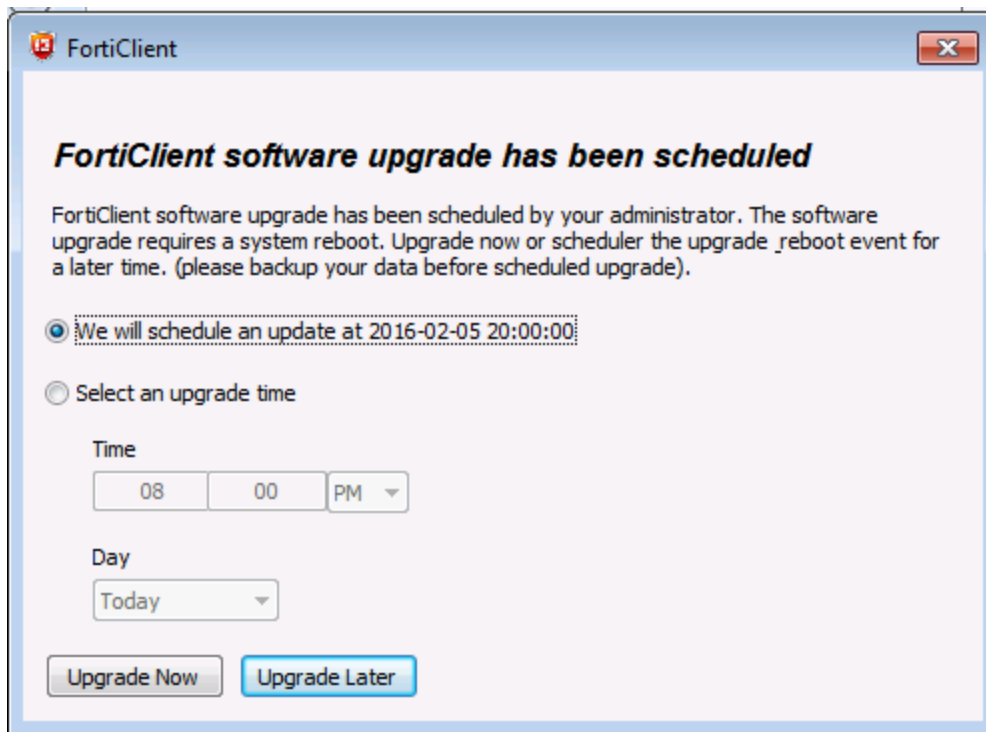 FortiClient
FortiClient software upgrade has been scheduled
FortiClient software upgrade has been scheduled by your administrator. The software
upgrade requires a system reboot. Upgrade now or scheduler the upgrade _reboot event for
a later time. (please backup your data before scheduled upgrade).
We will schedule an update at 2016-02-05 20:00:00
Select an upgrade time
Time
08 00 PM
Day
Today
Upgrade Now Upgrade Later